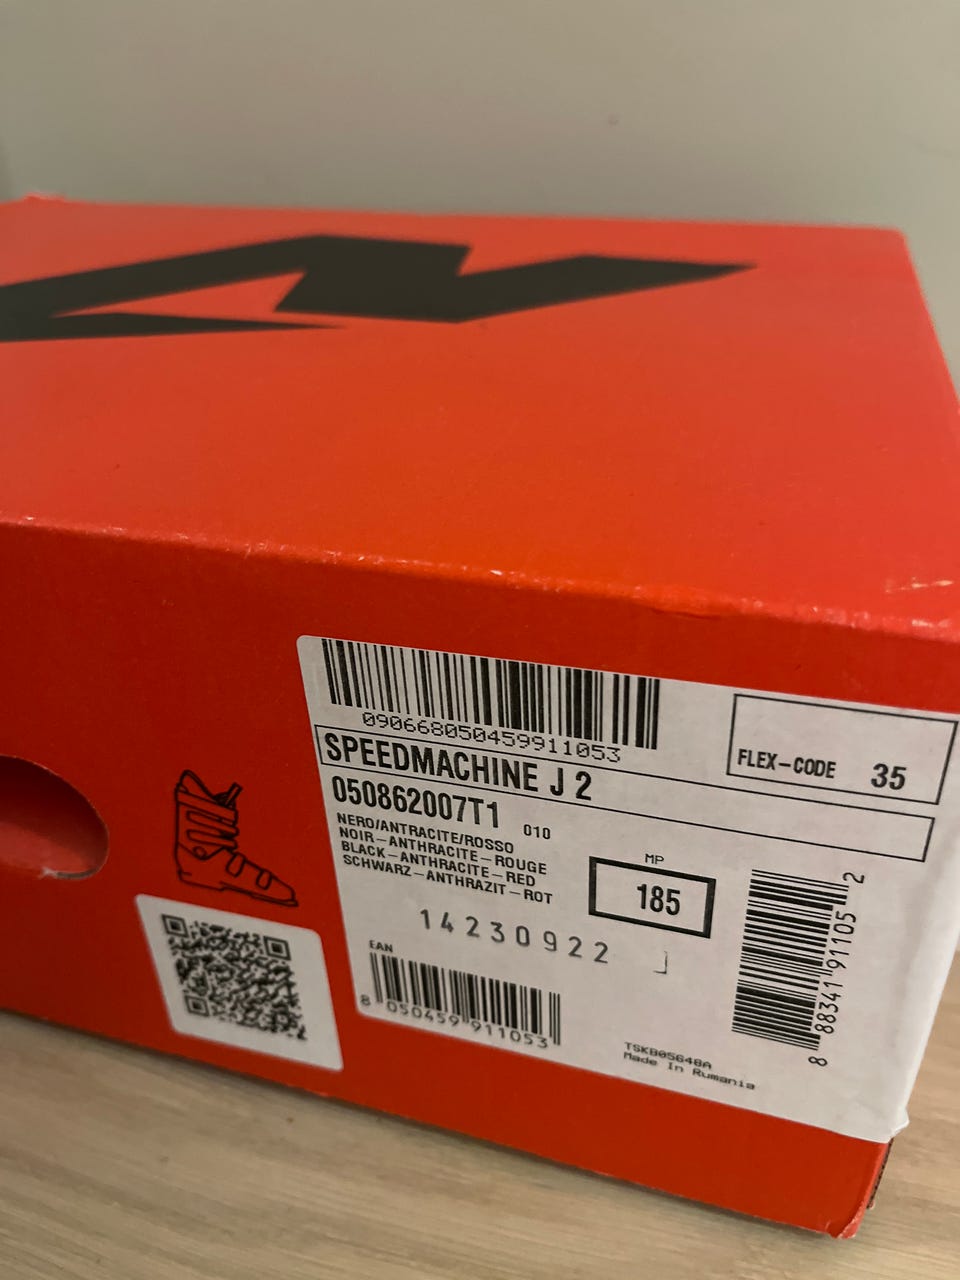 090668050459911053
FLEX-CODE 35
SPEEDMACHINE J 2
050862007T1 010
NERO/ANTRACITE/ROSSO
NOIR-ANTHRACITE-ROUGE
BLACK-ANTHRACITE-RED
SCHWARZ-ANTHRAZIT-ROT
MP
185
14230922
EAN
8 050459 911053
8 88341 91105 2
TSKB05648A
Made In Rumania